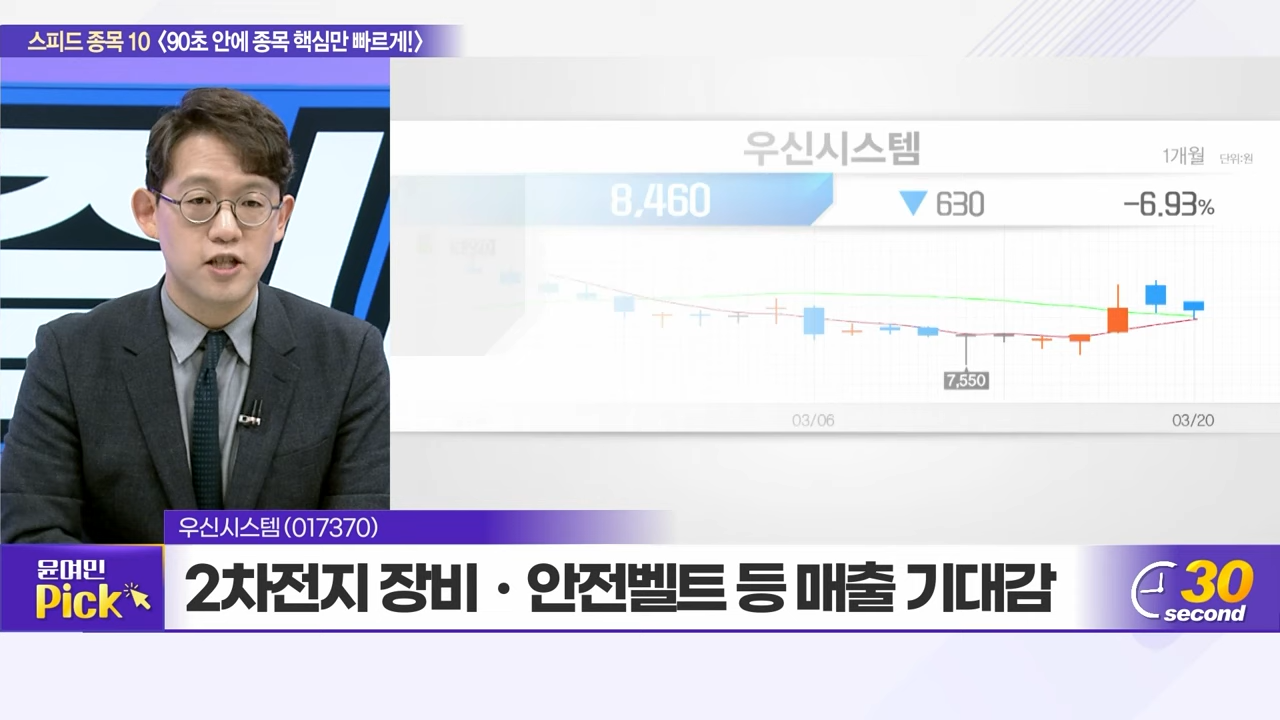 스피드 종목 10 〈90초 안에 종목 핵심만 빠르게!〉
우신시스템
1개월 단위:원
8,460 ▼ 630 -6.93%
7,550
03/06 03/20
우신시스템(017370)
윤여민
Pick
2차전지 장비 · 안전벨트 등 매출 기대감
30
second